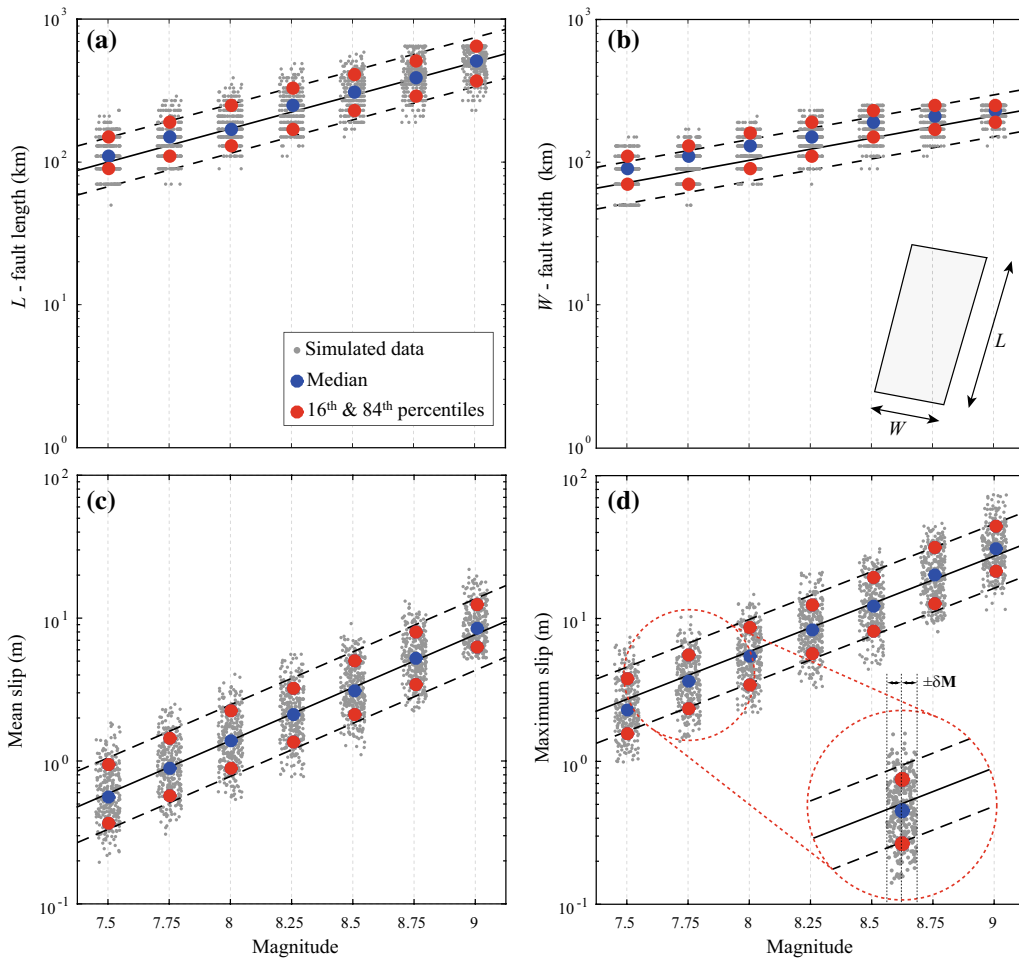 (a)
10³
10²
10¹
10⁰
L - fault length (km)
Simulated data
Median
16th & 84th percentiles
(b)
10³
10²
10¹
10⁰
W - fault width (km)
L
W
(c)
10²
10¹
10⁰
10⁻¹
Mean slip (m)
7.5 7.75 8 8.25 8.5 8.75 9
Magnitude
(d)
10²
10¹
10⁰
10⁻¹
Maximum slip (m)
±δM
7.5 7.75 8 8.25 8.5 8.75 9
Magnitude